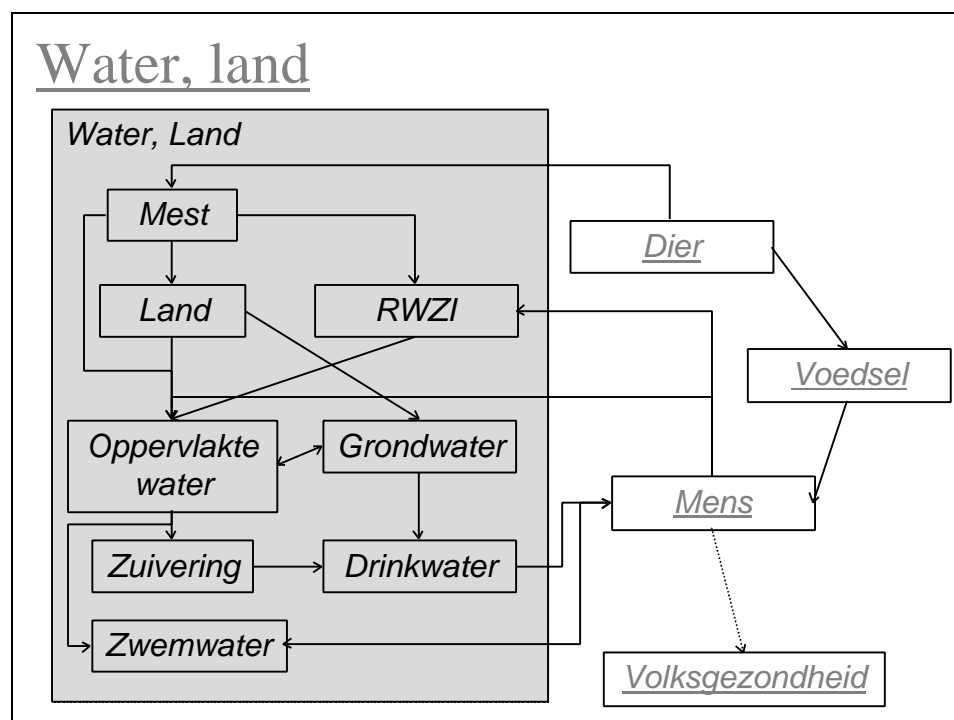 Water, land
Water, Land
Mest
Dier
Land
RWZI
Voedsel
Oppervlakte
water
Grondwater
Mens
Zuivering
Drinkwater
Zwemwater
Volksgezondheid